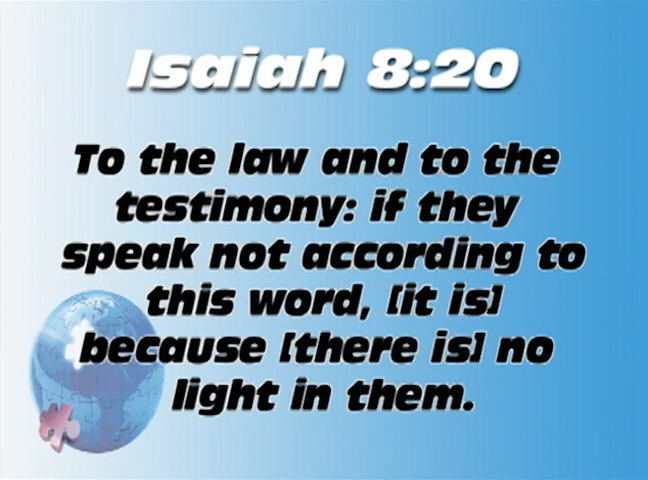 Isaiah 8:20
To the law and to the
testimony: if they
speak not according to
this word, [it is]
because [there is] no
light in them.